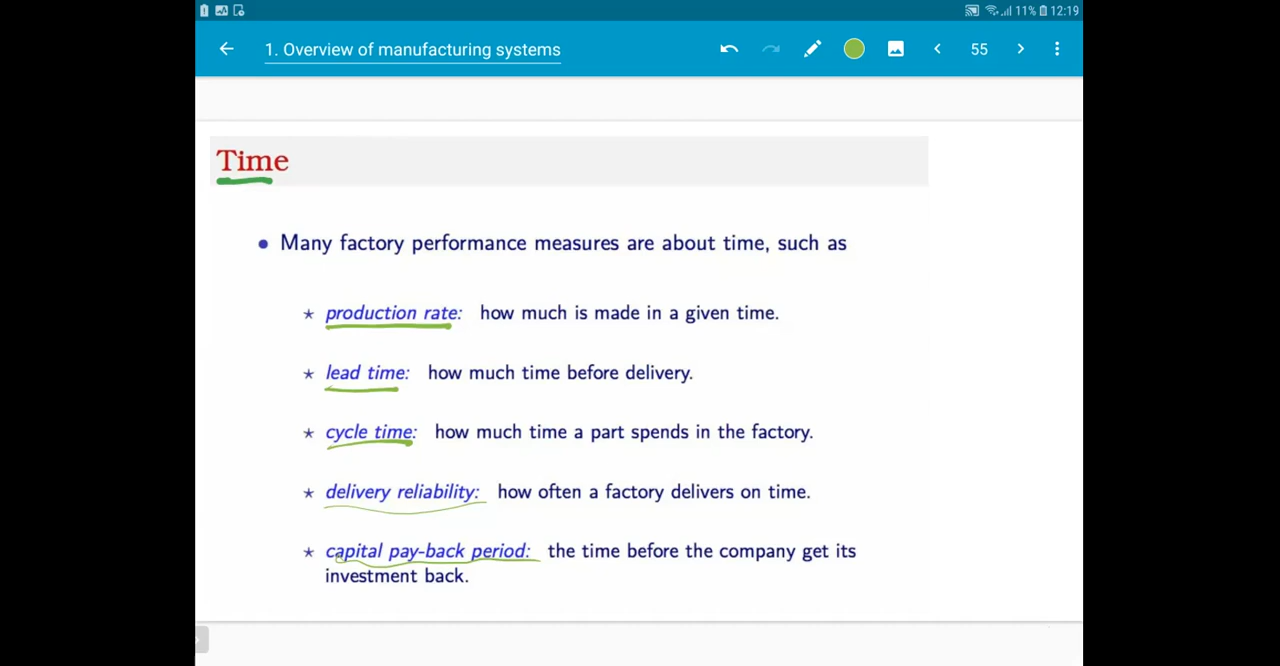 11% 12:19
1. Overview of manufacturing systems
55
Time
Many factory performance measures are about time, such as
production rate: how much is made in a given time.
lead time: how much time before delivery.
cycle time: how much time a part spends in the factory.
delivery reliability: how often a factory delivers on time.
capital pay-back period: the time before the company get its
investment back.